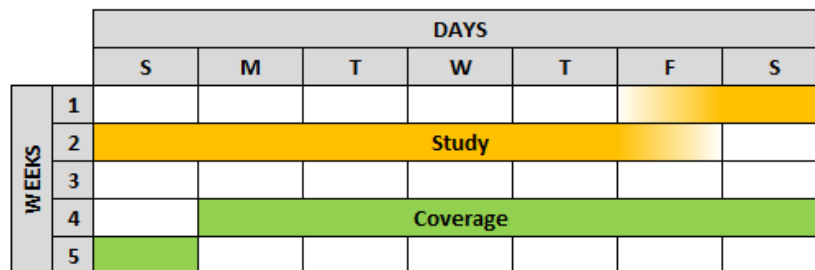 DAYS
S M T W T F S
WEEKS
1
2 Study
3
4 Coverage
5